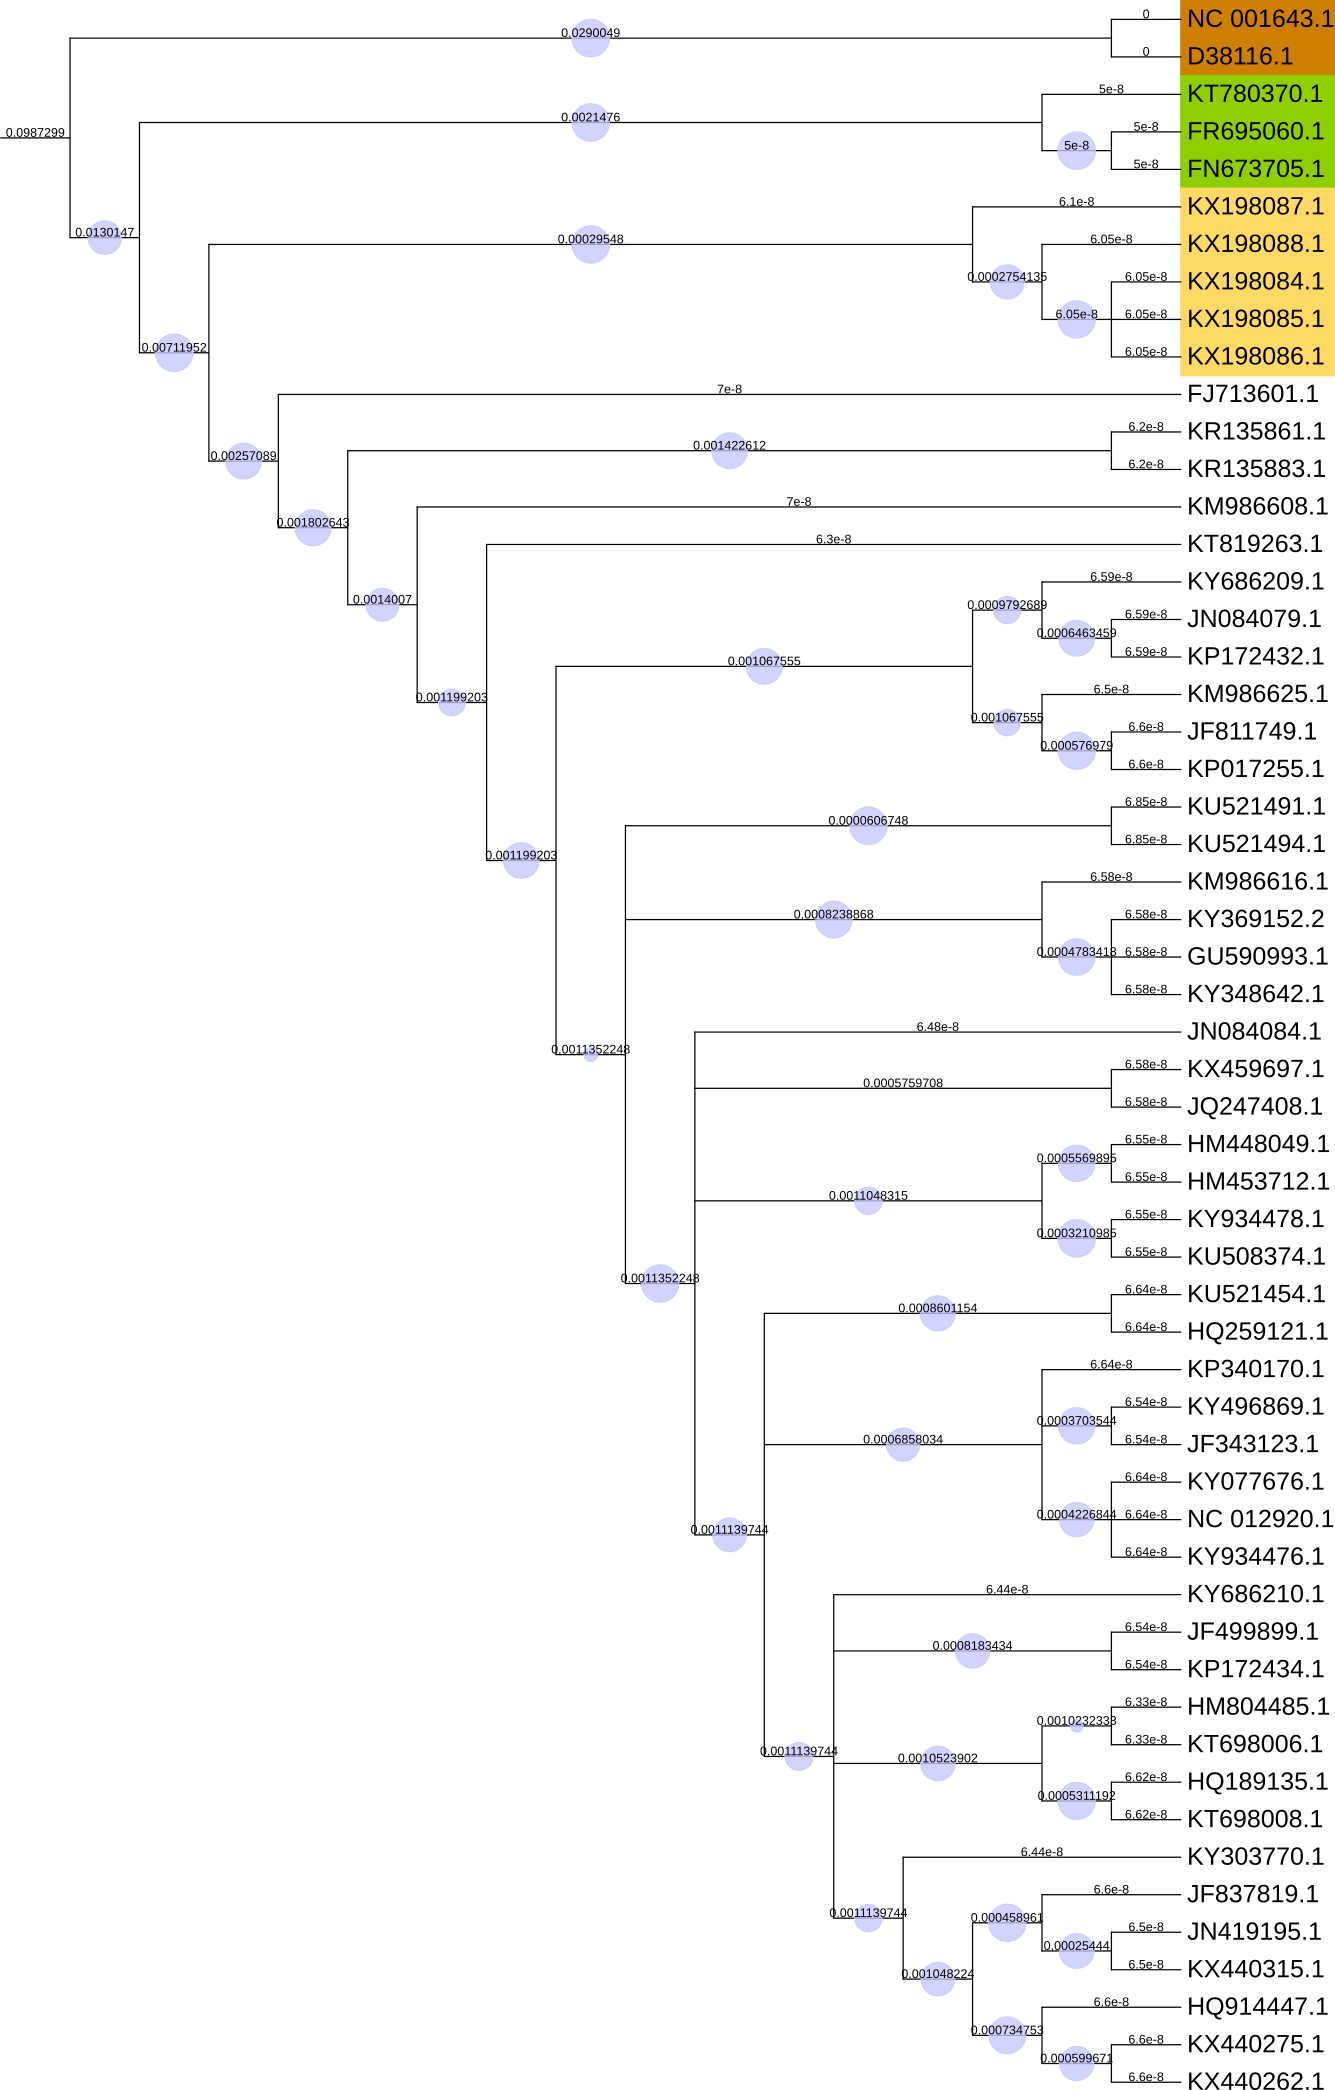 0
NC 001643.1
0.0290049
0
D38116.1
5e-8
KT780370.1
0.0021476
5e-8
FR695060.1
0.0987299
5e-8
5e-8
FN673705.1
6.1e-8
KX198087.1
0.0130147
0.00029548
6.05e-8
KX198088.1
0.0002754135
6.05e-8
KX198084.1
6.05e-8
6.05e-8
KX198085.1
0.00711952
6.05e-8
KX198086.1
7e-8
FJ713601.1
6.2e-8
KR135861.1
0.001422612
0.00257089
6.2e-8
KR135883.1
7e-8
KM986608.1
0.001802643
6.3e-8
KT819263.1
6.59e-8
KY686209.1
0.0014007
0.0009792689
6.59e-8
JN084079.1
0.0006463459
6.59e-8
KP172432.1
0.001067555
6.5e-8
KM986625.1
0.001199203
0.001067555
6.6e-8
JF811749.1
0.000576979
6.6e-8
KP017255.1
6.85e-8
KU521491.1
0.0000606748
6.85e-8
KU521494.1
0.001199203
6.58e-8
KM986616.1
0.0008238868
6.58e-8
KY369152.2
0.0004783418
6.58e-8
GU590993.1
6.58e-8
KY348642.1
6.48e-8
JN084084.1
0.0011352248
6.58e-8
KX459697.1
0.0005759708
6.58e-8
JQ247408.1
6.55e-8
HM448049.1
0.0005569895
6.55e-8
HM453712.1
0.0011048315
6.55e-8
KY934478.1
0.0003210985
6.55e-8
KU508374.1
0.0011352248
6.64e-8
KU521454.1
0.0008601154
6.64e-8
HQ259121.1
6.64e-8
KP340170.1
6.54e-8
KY496869.1
0.0003703544
0.0006858034
6.54e-8
JF343123.1
6.64e-8
KY077676.1
0.0004226844
6.64e-8
NC 012920.1
0.0011139744
6.64e-8
KY934476.1
6.44e-8
KY686210.1
6.54e-8
JF499899.1
0.0008183434
6.54e-8
KP172434.1
6.33e-8
HM804485.1
0.0010232333
6.33e-8
KT698006.1
0.0011139744
0.0010523902
6.62e-8
HQ189135.1
0.0005311192
6.62e-8
KT698008.1
6.44e-8
KY303770.1
6.6e-8
JF837819.1
0.0011139744
0.000458961
6.5e-8
JN419195.1
0.00025444
6.5e-8
KX440315.1
0.001048224
6.6e-8
HQ914447.1
0.000734753
6.6e-8
KX440275.1
0.000599671
6.6e-8
KX440262.1